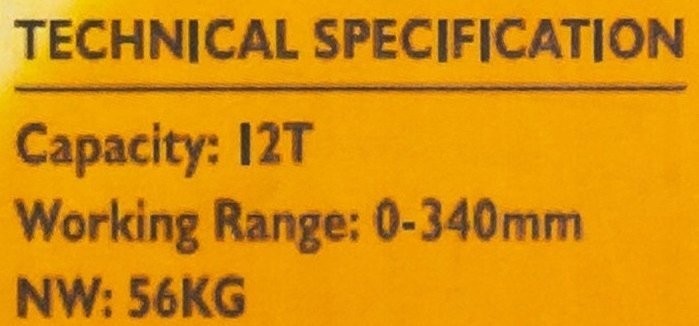 TECHNICAL SPECIFICATION
Capacity: 12T
Working Range: 0-340mm
NW: 56KG